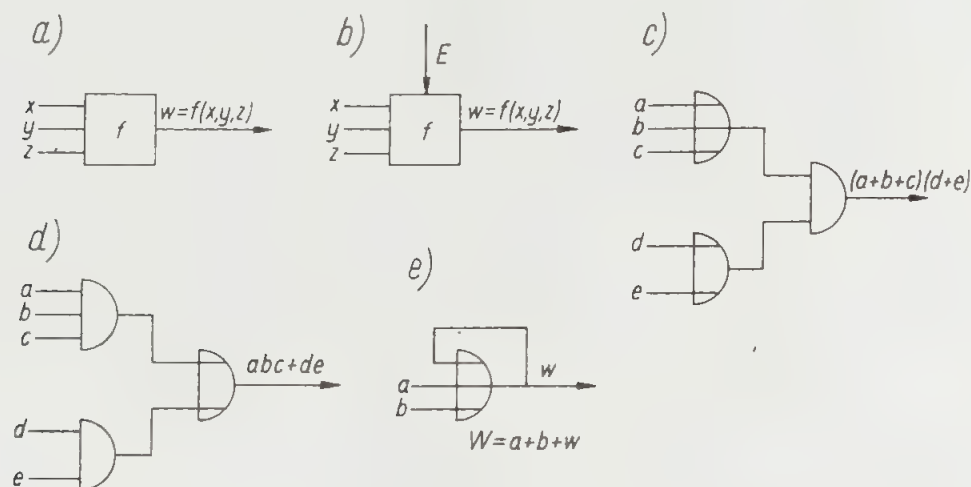 a)
x
y
z
f
w=f(x,y,z)
b)
E
x
y
z
f
w=f(x,y,z)
c)
a
b
c
d
e
(a+b+c)(d+e)
d)
a
b
c
d
e
abc+de
e)
a
b
w
W=a+b+w